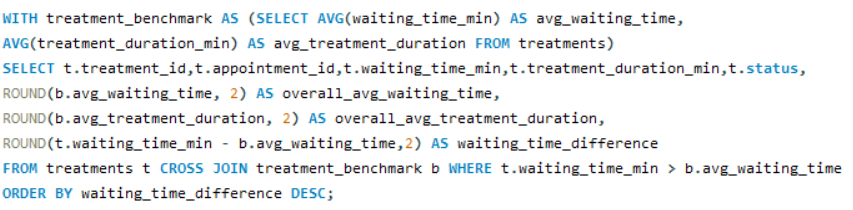 WITH treatment_benchmark AS (SELECT AVG(waiting_time_min) AS avg_waiting_time,
AVG(treatment_duration_min) AS avg_treatment_duration FROM treatments)
SELECT t.treatment_id,t.appointment_id,t.waiting_time_min,t.treatment_duration_min,t.status,
ROUND(b.avg_waiting_time, 2) AS overall_avg_waiting_time,
ROUND(b.avg_treatment_duration, 2) AS overall_avg_treatment_duration,
ROUND(t.waiting_time_min - b.avg_waiting_time,2) AS waiting_time_difference
FROM treatments t CROSS JOIN treatment_benchmark b WHERE t.waiting_time_min > b.avg_waiting_time
ORDER BY waiting_time_difference DESC;